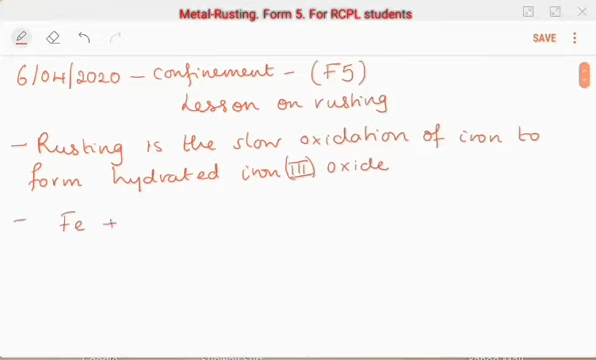 Metal-Rusting. Form 5. For RCPL students
SAVE
6/04/2020 - Confinement - (F5)
Lesson on rusting
- Rusting is the slow oxidation of iron to
form hydrated iron (III) oxide
- Fe +